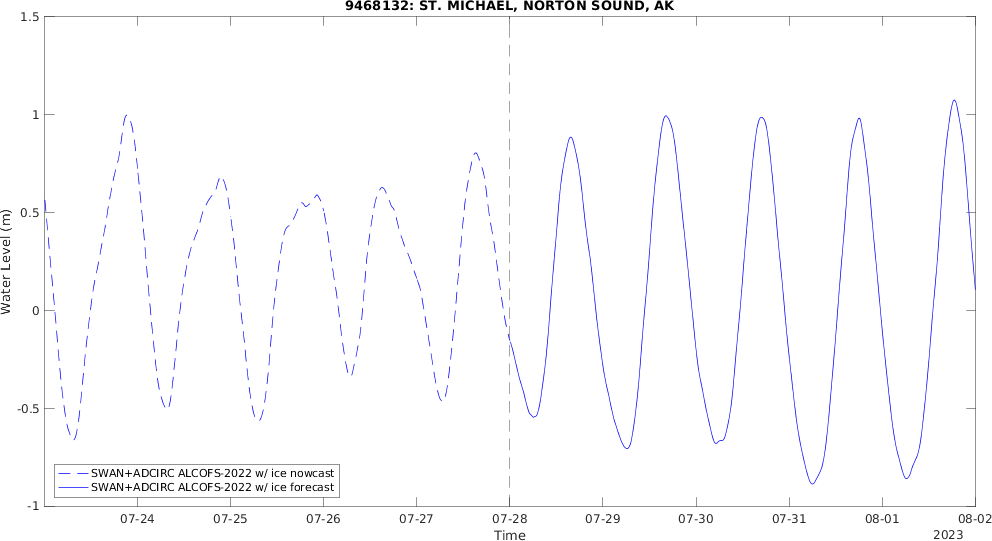 9468132: ST. MICHAEL, NORTON SOUND, AK
1.5
1
0.5
0
-0.5
-1
Water Level (m)
SWAN+ADCIRC ALCOFS-2022 w/ ice nowcast
SWAN+ADCIRC ALCOFS-2022 w/ ice forecast
07-24 07-25 07-26 07-27 07-28 07-29 07-30 07-31 08-01 08-02
Time
2023